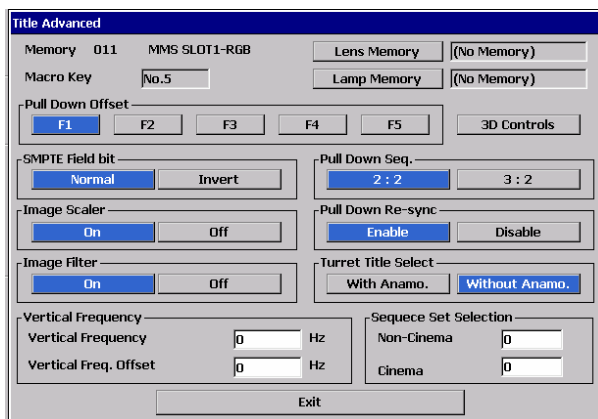 Title Advanced
Memory 011 MMS SLOT1-RGB Lens Memory (No Memory)
Macro Key No.5 Lamp Memory (No Memory)
Pull Down Offset
F1 F2 F3 F4 F5 3D Controls
SMPTE Field bit Pull Down Seq.
Normal Invert 2 : 2 3 : 2
Image Scaler Pull Down Re-sync
On Off Enable Disable
Image Filter Turret Title Select
On Off With Anamo. Without Anamo.
Vertical Frequency Sequece Set Selection
Vertical Frequency 0 Hz Non-Cinema 0
Vertical Freq. Offset 0 Hz Cinema 0
Exit